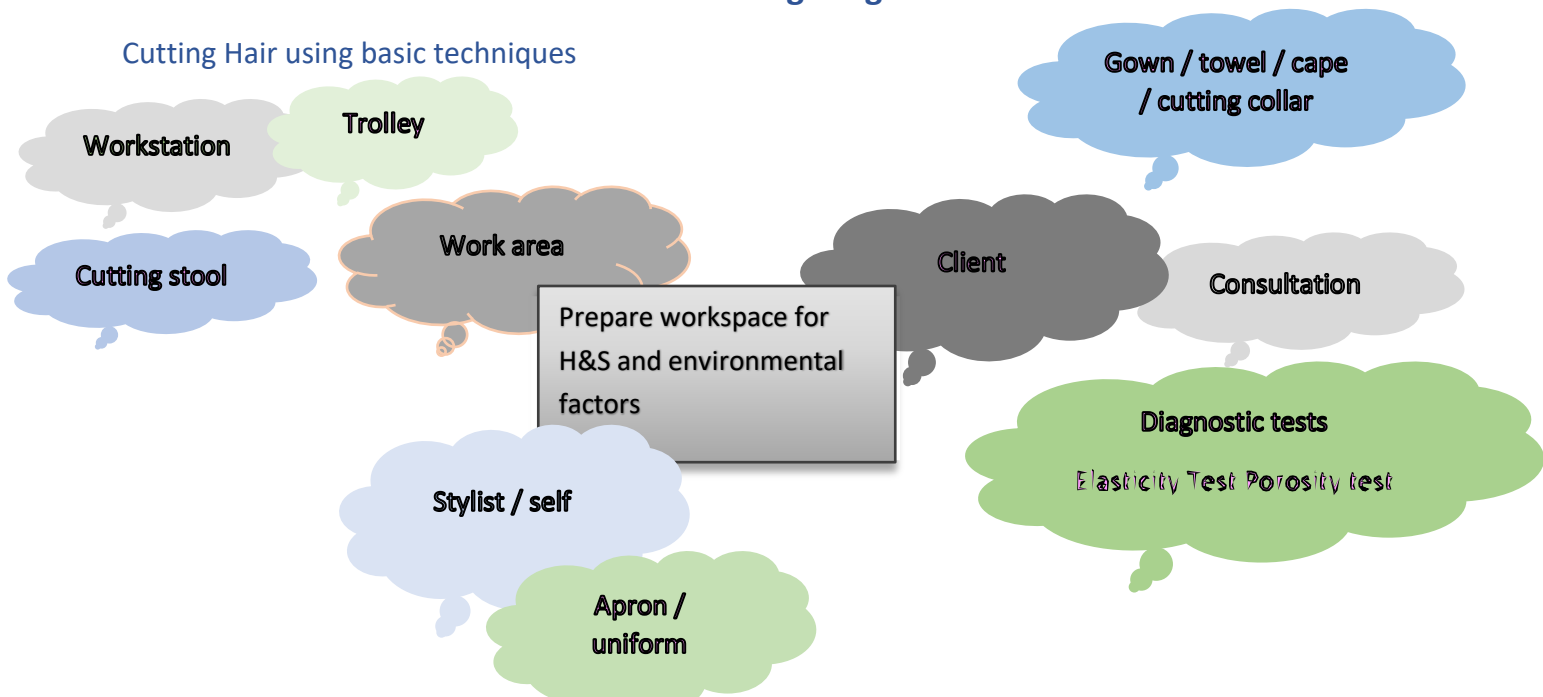 Cutting Hair using basic techniques
Gown / towel / cape
/ cutting collar
Trolley
Workstation
Work area
Client
Cutting stool
Consultation
Prepare workspace for
H&S and environmental
factors
Diagnostic tests
Elasticity Test Porosity test
Stylist / self
Apron /
uniform